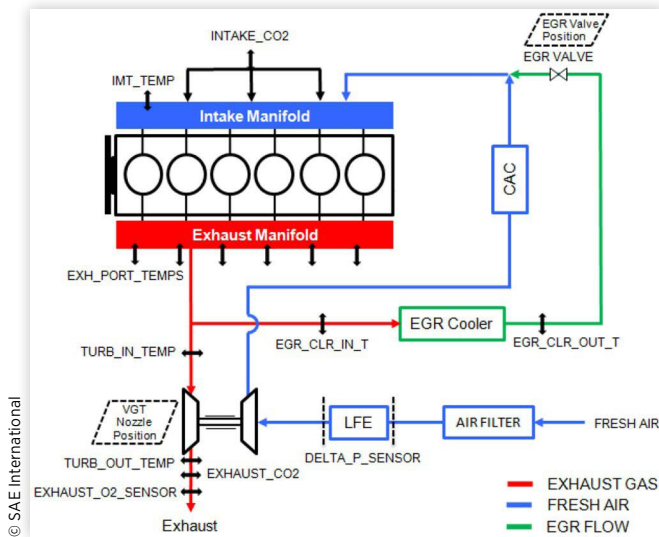 EGR Valve
Position
EGR VALVE
INTAKE_CO2
IMT_TEMP
Intake Manifold
CAC
Exhaust Manifold
EXH_PORT_TEMPS
EGR Cooler
EGR_CLR_IN_T
EGR_CLR_OUT_T
TURB_IN_TEMP
VGT
Nozzle
Position
LFE
AIR FILTER
FRESH AIR
DELTA_P_SENSOR
TURB_OUT_TEMP
EXHAUST_CO2
EXHAUST_O2_SENSOR
Exhaust
EXHAUST GAS
FRESH AIR
EGR FLOW
© SAE International